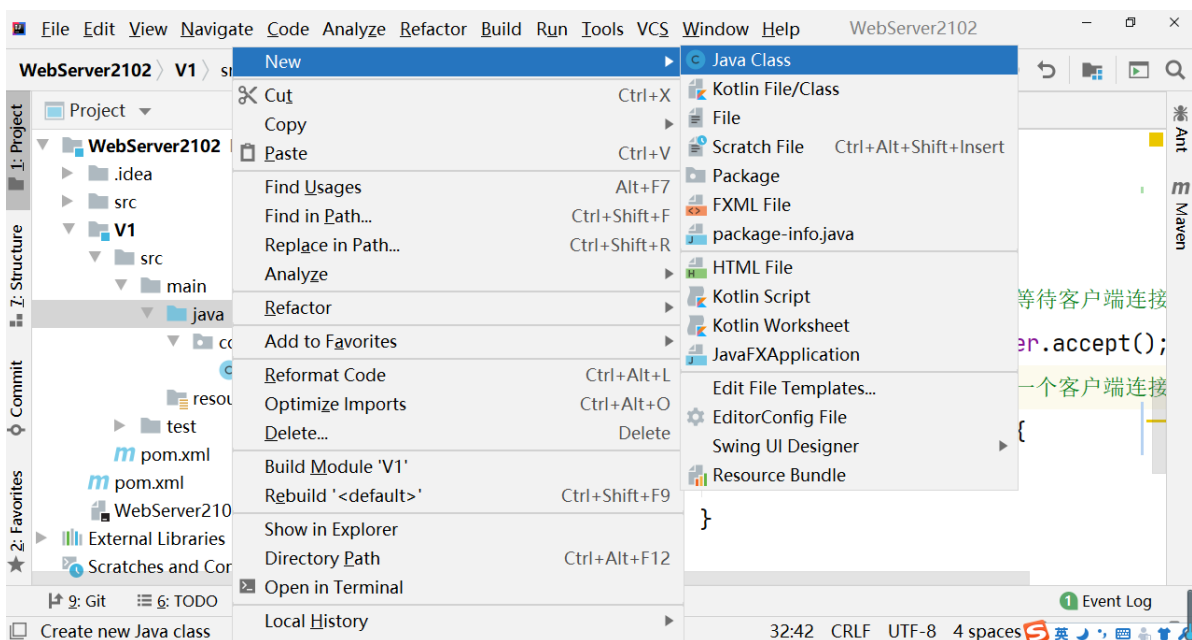 File Edit View Navigate Code Analyze Refactor Build Run Tools VCS Window Help WebServer2102
WebServer2102 V1
Project
1: Project
7: Structure
Commit
2: Favorites
WebServer2102
.idea
src
V1
src
main
java
test
pom.xml
pom.xml
WebServer210
External Libraries
Scratches and Cor
New
Cut Ctrl+X
Copy
Paste Ctrl+V
Find Usages Alt+F7
Find in Path... Ctrl+Shift+F
Replace in Path... Ctrl+Shift+R
Analyze
Refactor
Add to Favorites
Reformat Code Ctrl+Alt+L
Optimize Imports Ctrl+Alt+O
Delete... Delete
Build Module 'V1'
Rebuild '<default>' Ctrl+Shift+F9
Show in Explorer
Directory Path Ctrl+Alt+F12
Open in Terminal
Local History
Java Class
Kotlin File/Class
File
Scratch File Ctrl+Alt+Shift+Insert
Package
FXML File
package-info.java
HTML File
Kotlin Script
Kotlin Worksheet
JavaFXApplication
Edit File Templates...
EditorConfig File
Swing UI Designer
Resource Bundle
等待客户端连接
er.accept();
一个客户端连接
{
}
Ant
Maven
9: Git 6: TODO
1 Event Log
Create new Java class 32:42 CRLF UTF-8 4 spaces
英